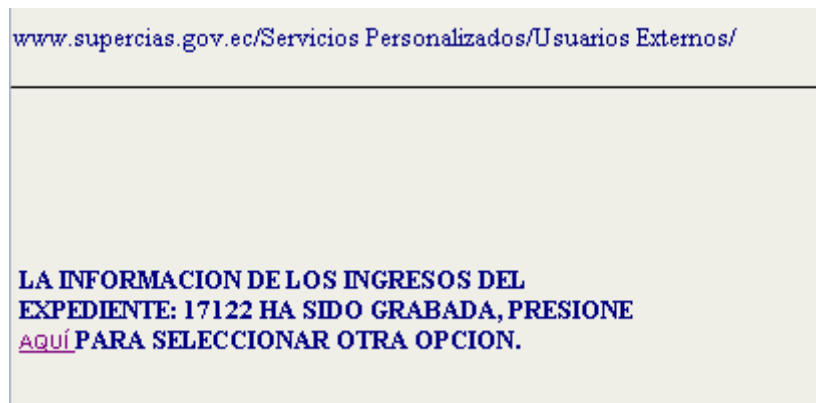 www.supercias.gov.ec/Servicios Personalizados/Usuarios Externos/
LA INFORMACION DE LOS INGRESOS DEL
EXPEDIENTE: 17122 HA SIDO GRABADA, PRESIONE
AQUÍ PARA SELECCIONAR OTRA OPCION.